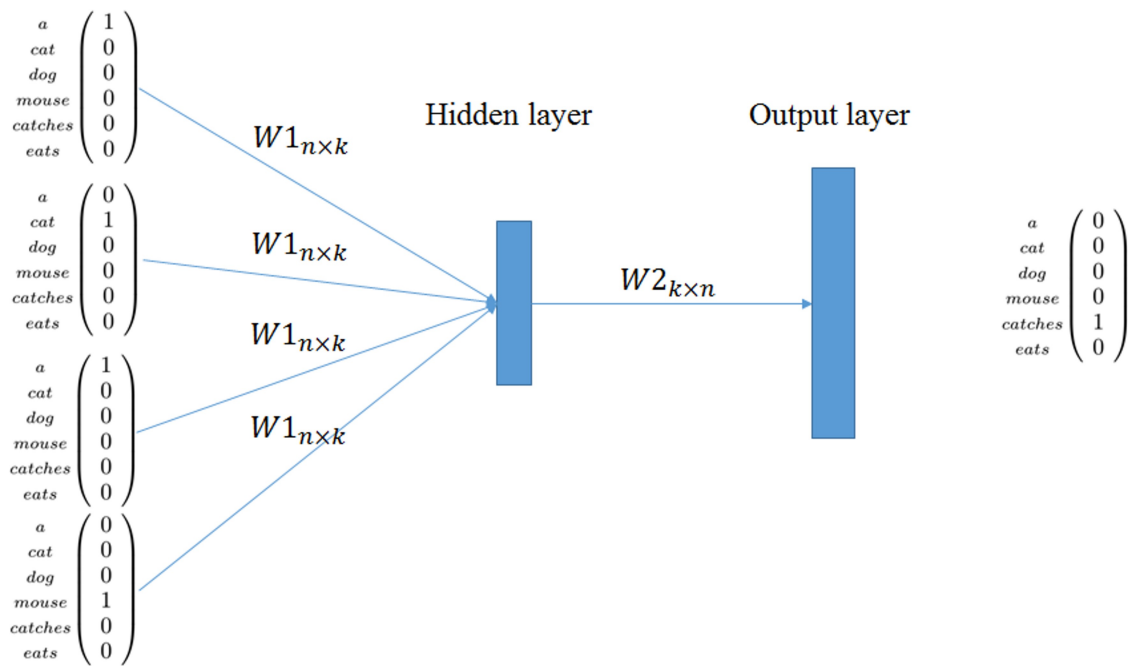 a 1
cat 0
dog 0
mouse 0
catches 0
eats 0
a 0
cat 1
dog 0
mouse 0
catches 0
eats 0
a 1
cat 0
dog 0
mouse 0
catches 0
eats 0
a 0
cat 0
dog 0
mouse 1
catches 0
eats 0
W1n×k
W1n×k
W1n×k
W1n×k
Hidden layer
W2k×n
Output layer
a 0
cat 0
dog 0
mouse 0
catches 1
eats 0